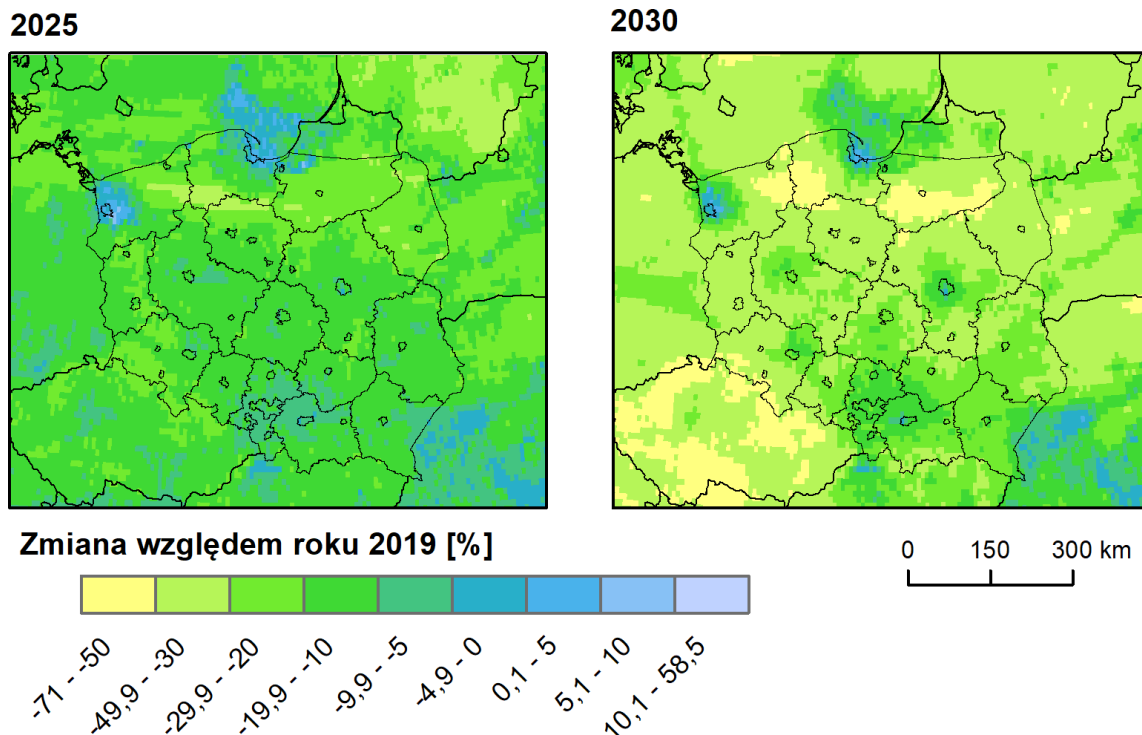 2025
2030
Zmiana względem roku 2019 [%]
0 150 300 km
-71 - -50
-49,9 - -30
-29,9 - -20
-19,9 - -10
-9,9 - -5
-4,9 - 0
0,1 - 5
5,1 - 10
10,1 - 58,5